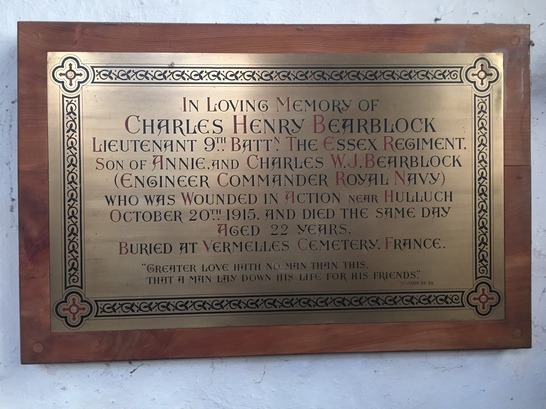 In Loving Memory of
Charles Henry Bearblock
Lieutenant 9TH Battn. The Essex Regiment.
Son of Annie, and Charles W.J. Bearblock
(Engineer Commander Royal Navy)
who was Wounded in Action near Hulluch
October 20TH 1915, and died the same day
Aged 22 years.
Buried at Vermelles Cemetery, France.
"Greater love hath no man than this,
that a man lay down his life for his friends."